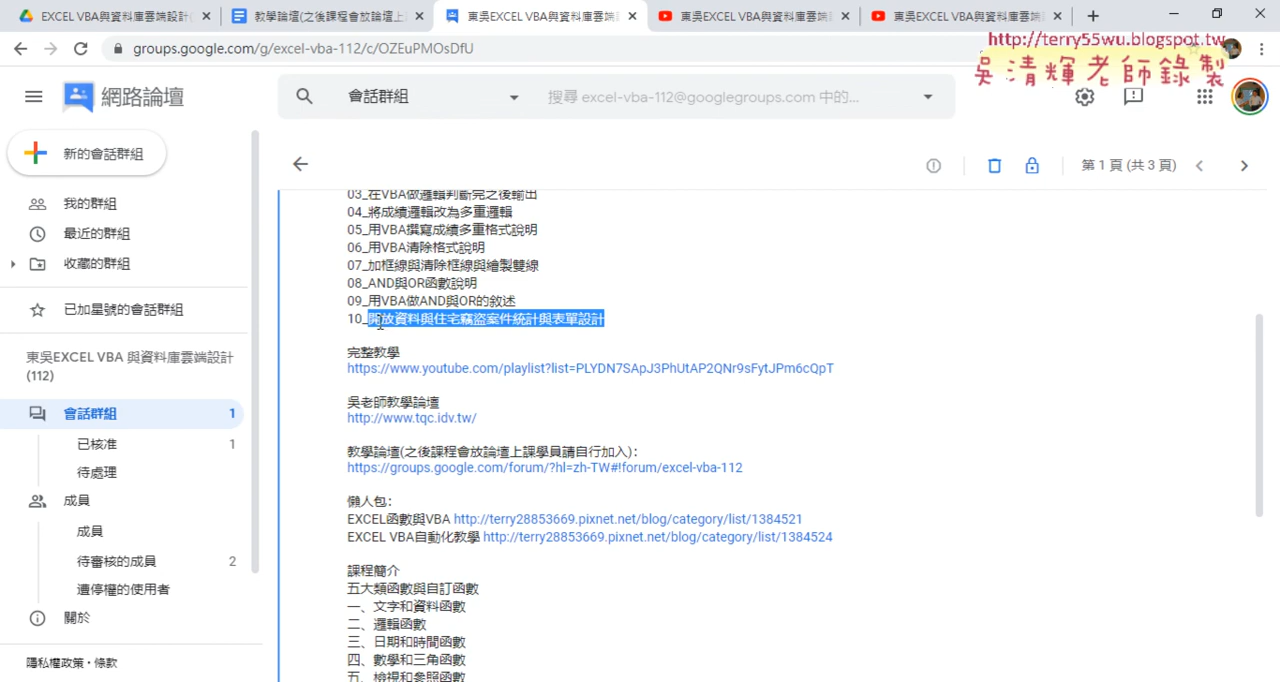 東吳EXCEL VBA與資料庫雲端設計
教學論壇(之後課程會放論壇上
東吳EXCEL VBA與資料庫雲端
東吳EXCEL VBA與資料庫雲端設
東吳EXCEL VBA與資料庫雲端
groups.google.com/g/excel-vba-112/c/OZEuPMOsDfU
http://terry55wu.blogspot.tw
吳清輝老師錄製
網路論壇
會話群組
搜尋 excel-vba-112@googlegroups.com 中的...
新的會話群組
第 1 頁 (共 3 頁)
我的群組
最近的群組
收藏的群組
已加星號的會話群組
東吳EXCEL VBA 與資料庫雲端設計
(112)
會話群組 1
已核准 1
待處理
成員
成員
待審核的成員 2
遭停權的使用者
關於
隱私權政策 • 條款
03_在VBA做邏輯判斷完之後輸出
04_將成績邏輯改為多重邏輯
05_用VBA撰寫成績多重格式說明
06_用VBA清除格式說明
07_加框線與清除框線與繪製雙線
08_AND與OR函數說明
09_用VBA做AND與OR的敘述
10_開放資料與住宅竊盜案件統計與表單設計
完整教學
https://www.youtube.com/playlist?list=PLYDN7SApJ3PhUtAP2QNr9sFytJPm6cQpT
吳老師教學論壇
http://www.tqc.idv.tw/
教學論壇(之後課程會放論壇上課學員請自行加入):
https://groups.google.com/forum/?hl=zh-TW#!forum/excel-vba-112
懶人包:
EXCEL函數與VBA http://terry28853669.pixnet.net/blog/category/list/1384521
EXCEL VBA自動化教學 http://terry28853669.pixnet.net/blog/category/list/1384524
課程簡介
五大類函數與自訂函數
一、文字和資料函數
二、邏輯函數
三、日期和時間函數
四、數學和三角函數
五、檢視和參照函數